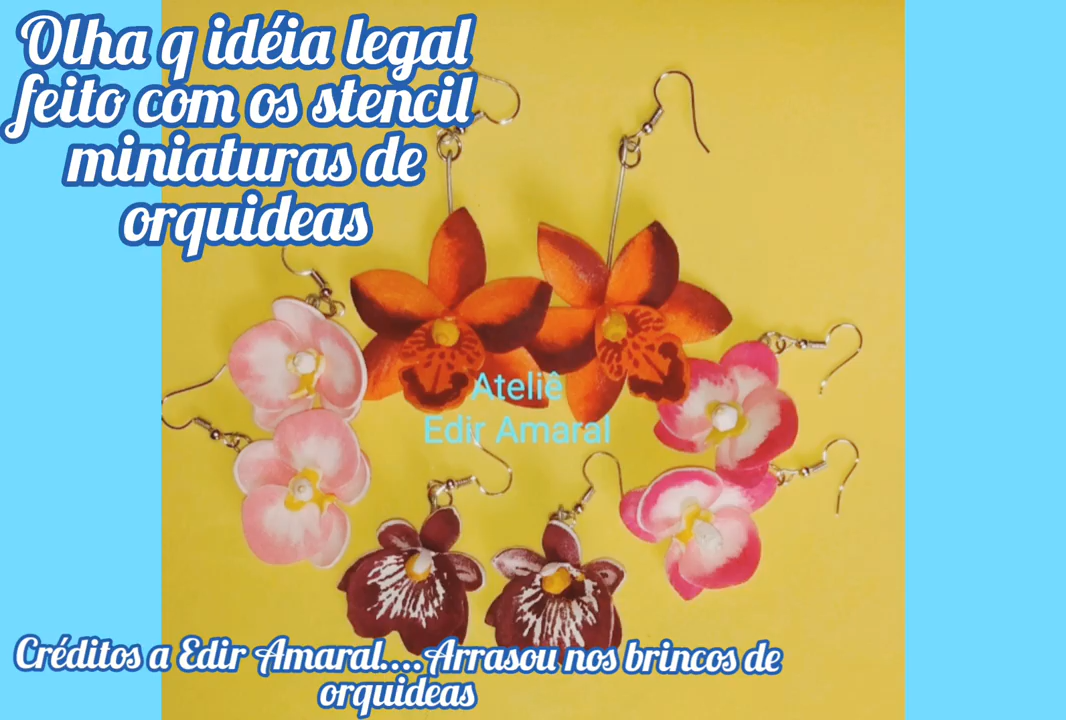 Olha q idéia legal
feito com os stencil
miniaturas de
orquideas
Ateliê
Edir Amaral
Créditos a Edir Amaral....Arrasou nos brincos de
orquideas